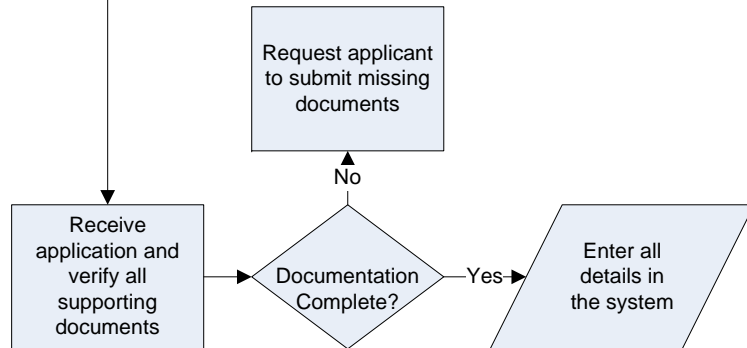 Request applicant
to submit missing
documents
No
Receive
application and
verify all
supporting
documents
Documentation
Complete?
Yes
Enter all
details in
the system